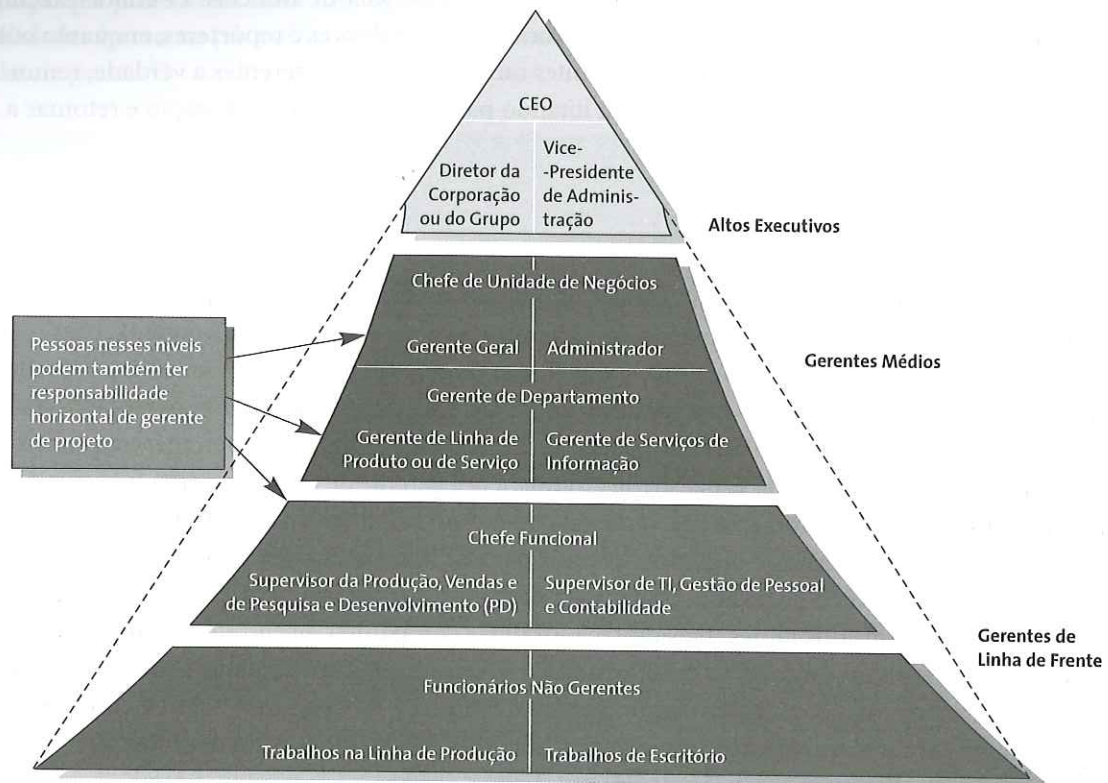 CEO
Diretor da
Corporação
ou do Grupo
Vice-
-Presidente
de Adminis-
tração
Altos Executivos
Chefe de Unidade de Negócios
Gerente Geral
Administrador
Gerentes Médios
Pessoas nesses niveis
podem também ter
responsabilidade
horizontal de gerente
de projeto
Gerente de Departamento
Gerente de Linha de
Produto ou de Serviço
Gerente de Serviços de
Informação
Chefe Funcional
Supervisor da Produção, Vendas e
de Pesquisa e Desenvolvimento (PD)
Supervisor de TI, Gestão de Pessoal
e Contabilidade
Gerentes de
Linha de Frente
Funcionários Não Gerentes
Trabalhos na Linha de Produção
Trabalhos de Escritório